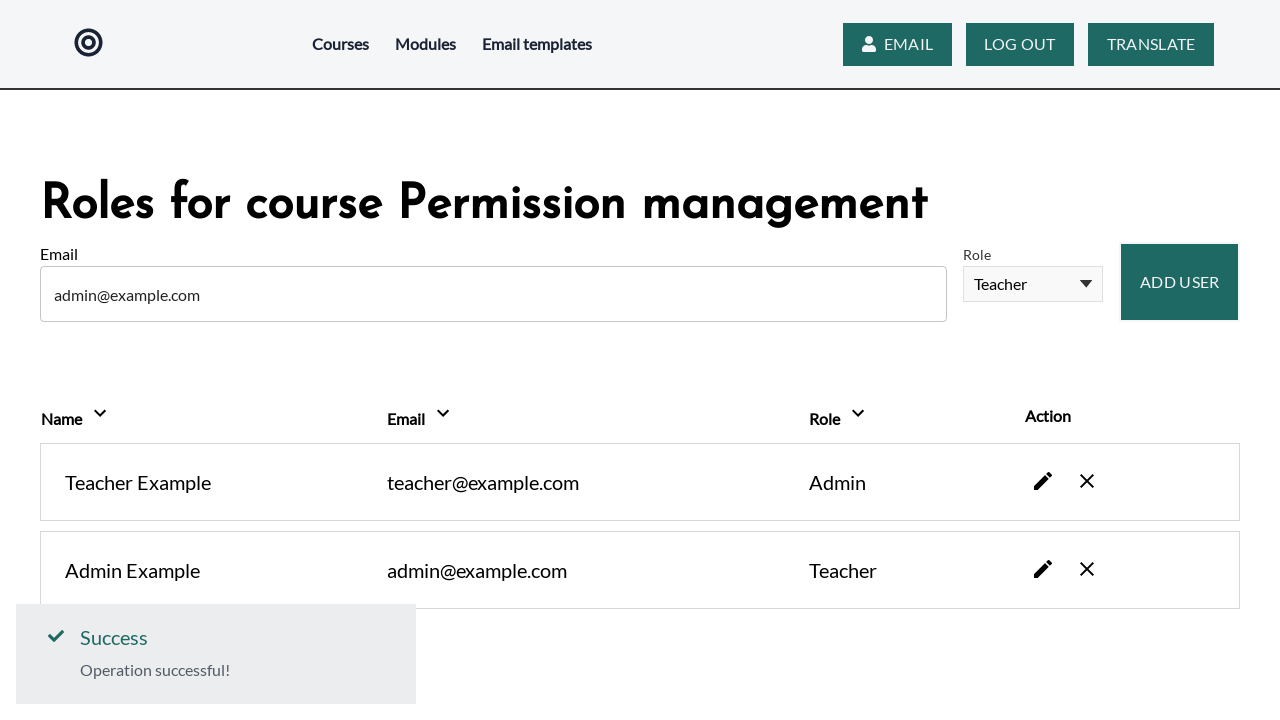 Courses Modules Email templates EMAIL LOG OUT TRANSLATE
Roles for course Permission management
Email Role
admin@example.com Teacher ADD USER
Name Email Role Action
Teacher Example teacher@example.com Admin
Admin Example admin@example.com Teacher
Success
Operation successful!